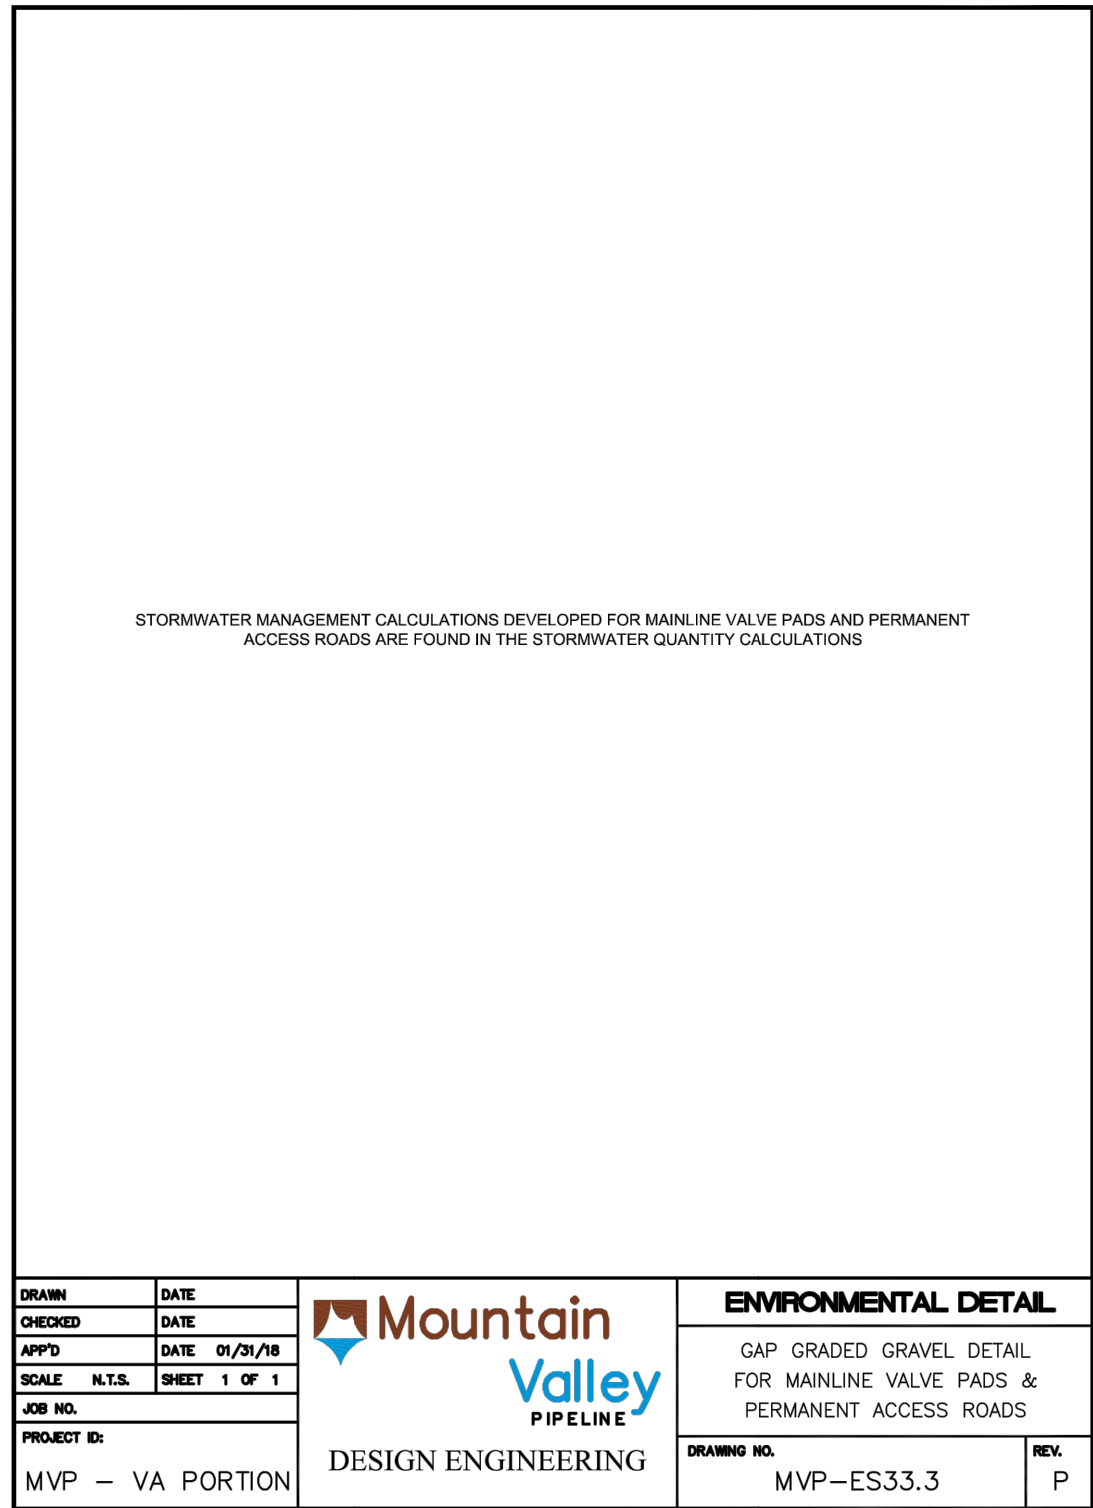 STORMWATER MANAGEMENT CALCULATIONS DEVELOPED FOR MAINLINE VALVE PADS AND PERMANENT
ACCESS ROADS ARE FOUND IN THE STORMWATER QUANTITY CALCULATIONS
DRAWN DATE
CHECKED DATE
APP'D DATE 01/31/18
SCALE N.T.S. SHEET 1 OF 1
JOB NO.
PROJECT ID:
MVP - VA PORTION
Mountain
Valley
PIPELINE
DESIGN ENGINEERING
ENVIRONMENTAL DETAIL
GAP GRADED GRAVEL DETAIL
FOR MAINLINE VALVE PADS &
PERMANENT ACCESS ROADS
DRAWING NO. REV.
MVP-ES33.3 P